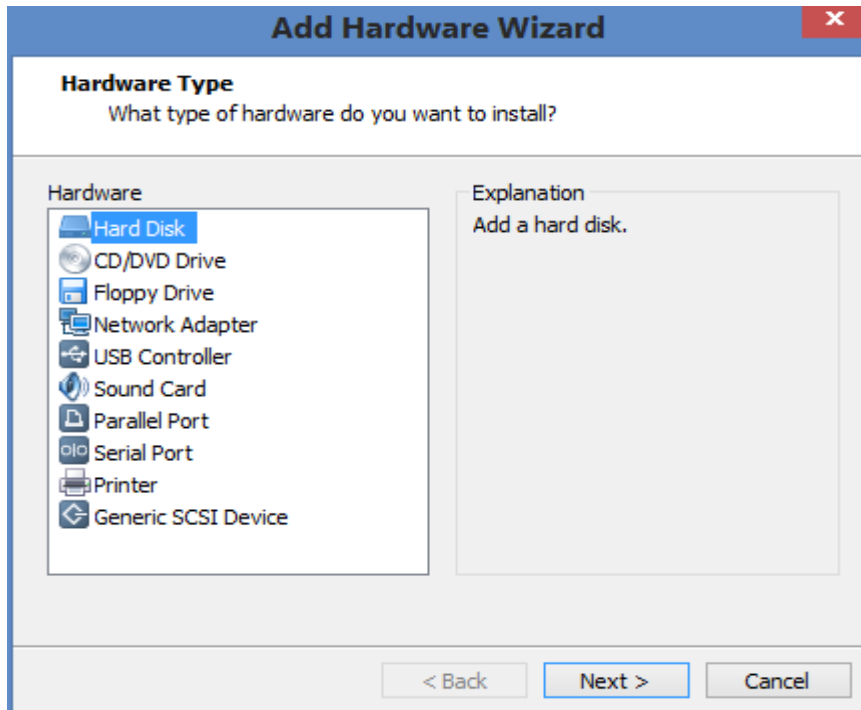 Add Hardware Wizard
Hardware Type
What type of hardware do you want to install?
Hardware
Hard Disk
CD/DVD Drive
Floppy Drive
Network Adapter
USB Controller
Sound Card
Parallel Port
Serial Port
Printer
Generic SCSI Device
Explanation
Add a hard disk.
< Back
Next >
Cancel